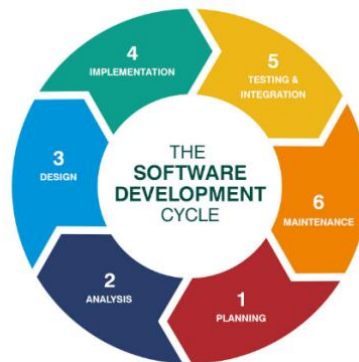 THE
SOFTWARE
DEVELOPMENT
CYCLE
1
PLANNING
2
ANALYSIS
3
DESIGN
4
IMPLEMENTATION
5
TESTING &
INTEGRATION
6
MAINTENANCE